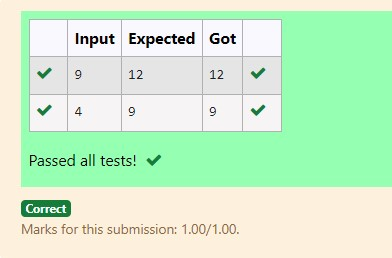 Input Expected Got
9 12 12
4 9 9
Passed all tests!
Correct
Marks for this submission: 1.00/1.00.